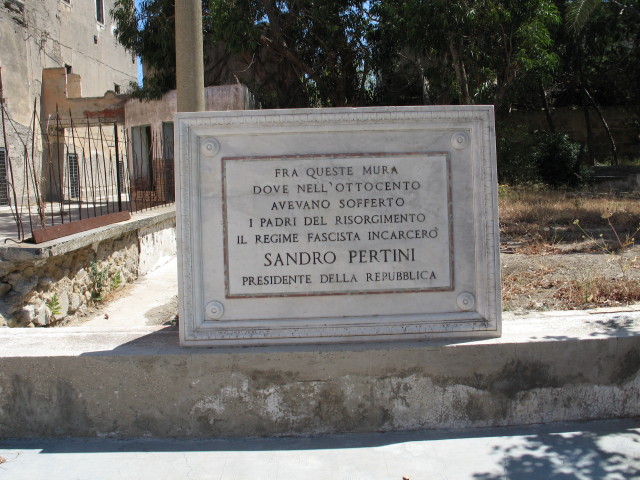 FRA QUESTE MURA
DOVE NELL'OTTOCENTO
AVEVANO SOFFERTO
I PADRI DEL RISORGIMENTO
IL REGIME FASCISTA INCARCERÒ
SANDRO PERTINI
PRESIDENTE DELLA REPUBBLICA